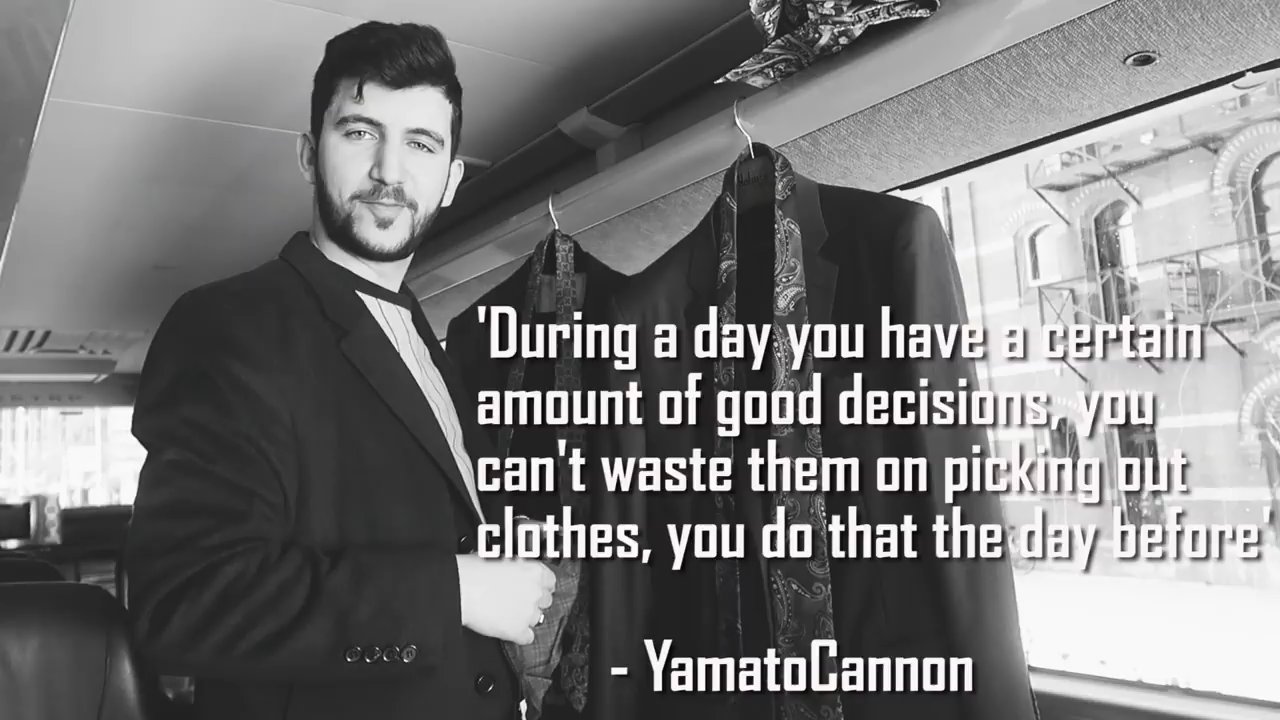 'During a day you have a certain
amount of good decisions, you
can't waste them on picking out
clothes, you do that the day before'
- YamatoCannon